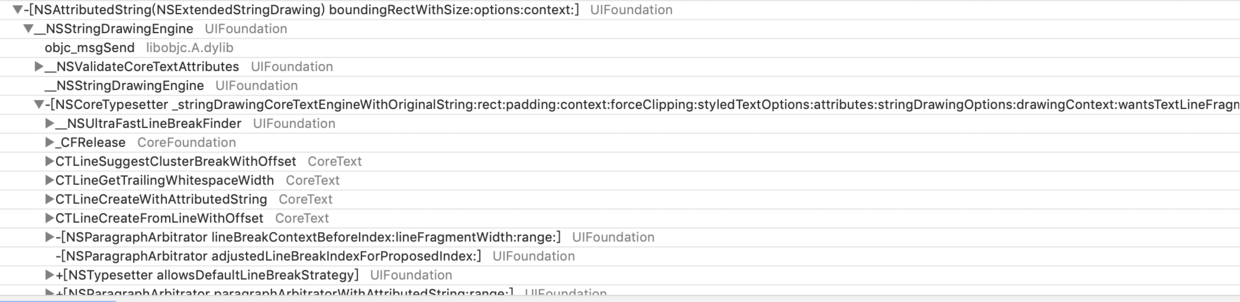 -[NSAttributedString(NSExtendedStringDrawing) boundingRectWithSize:options:context:] UIFoundation
__NSStringDrawingEngine UIFoundation
objc_msgSend libobjc.A.dylib
__NSValidateCoreTextAttributes UIFoundation
__NSStringDrawingEngine UIFoundation
-[NSCoreTypesetter _stringDrawingCoreTextEngineWithOriginalString:rect:padding:context:forceClipping:styledTextOptions:attributes:stringDrawingOptions:drawingContext:wantsTextLineFragm
__NSUltraFastLineBreakFinder UIFoundation
_CFRelease CoreFoundation
CTLineSuggestClusterBreakWithOffset CoreText
CTLineGetTrailingWhitespaceWidth CoreText
CTLineCreateWithAttributedString CoreText
CTLineCreateFromLineWithOffset CoreText
-[NSParagraphArbitrator lineBreakContextBeforeIndex:lineFragmentWidth:range:] UIFoundation
-[NSParagraphArbitrator adjustedLineBreakIndexForProposedIndex:] UIFoundation
+[NSTypesetter allowsDefaultLineBreakStrategy] UIFoundation
+[NSParagraphArbitrator paragraphArbitratorWithAttributedString:range:] UIFoundation